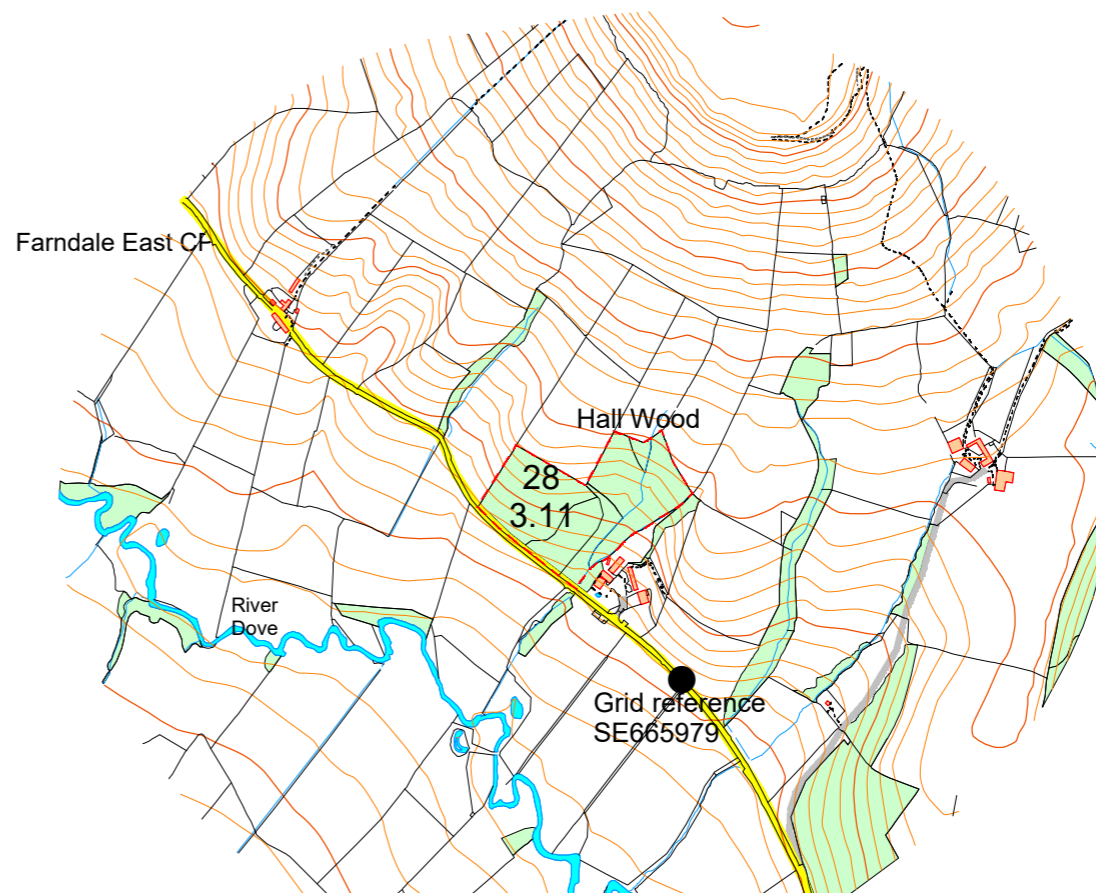 Farndale East CP
Hall Wood
28
3.11
River
Dove
Grid reference
SE665979